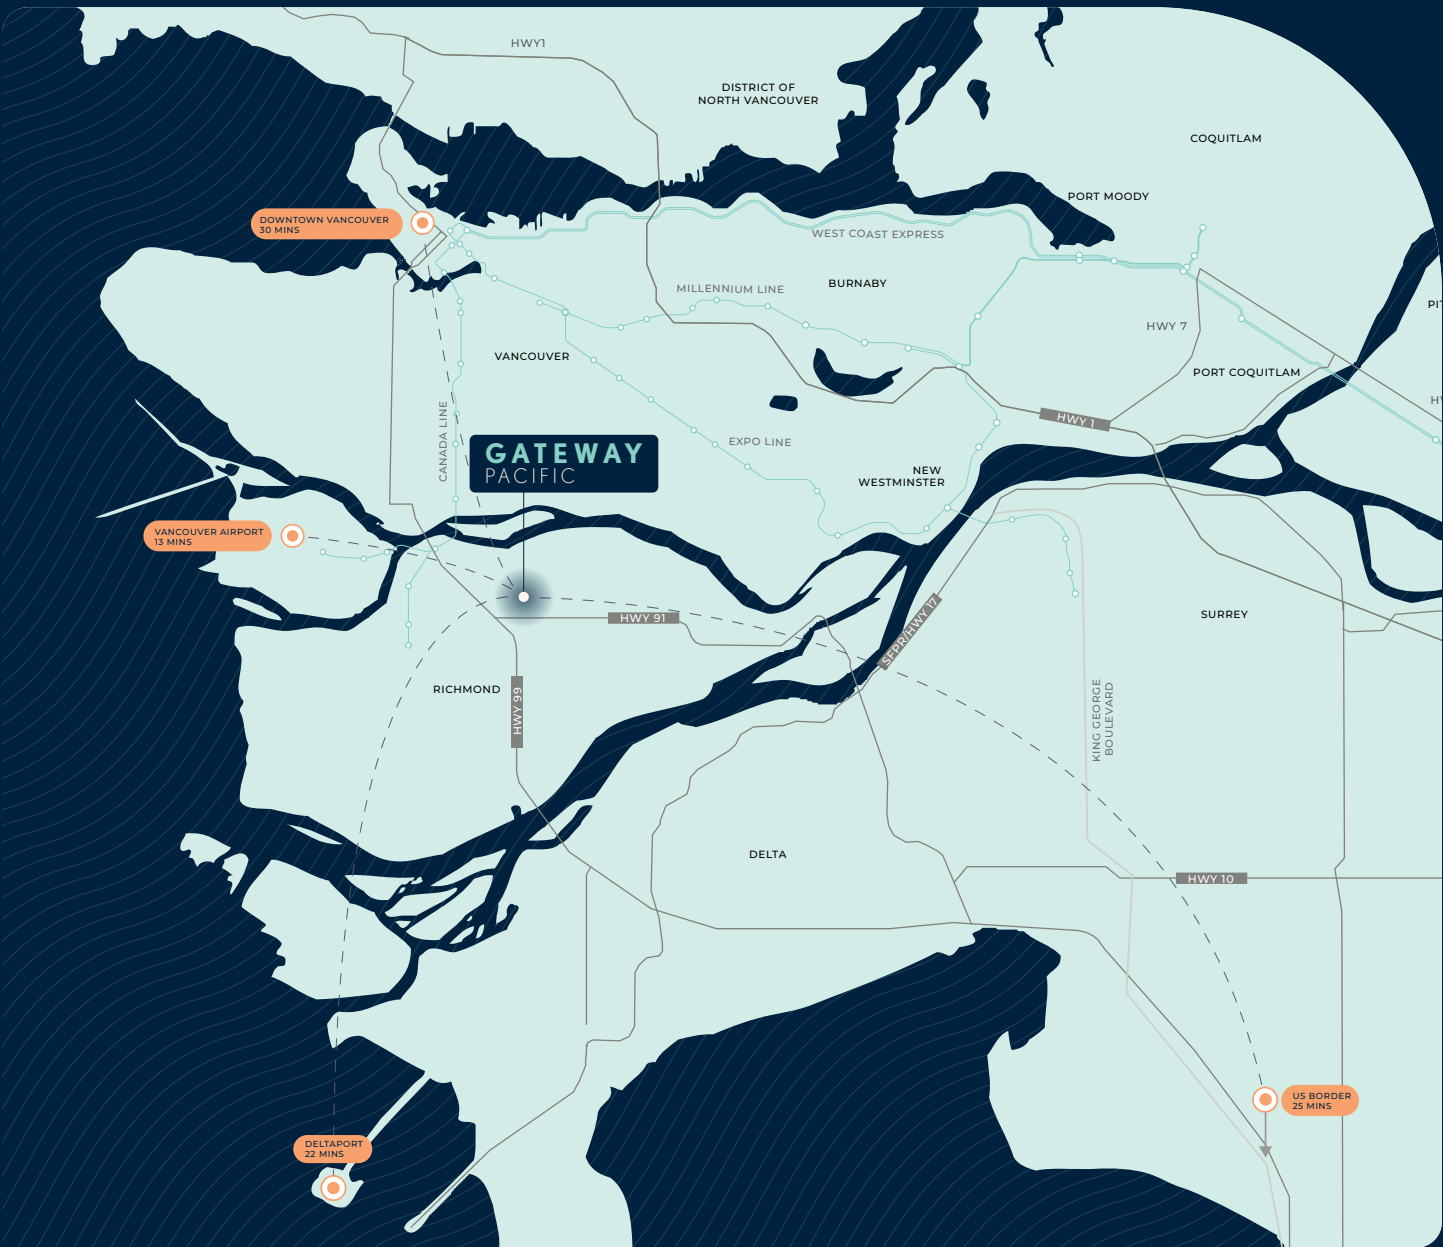 HWY1
DISTRICT OF
NORTH VANCOUVER
COQUITLAM
PORT MOODY
DOWNTOWN VANCOUVER
30 MINS
WEST COAST EXPRESS
MILLENNIUM LINE
BURNABY
PIT
HWY 7
VANCOUVER
PORT COQUITLAM
HW
CANADA LINE
HWY 1
EXPO LINE
GATEWAY
PACIFIC
NEW
WESTMINSTER
VANCOUVER AIRPORT
13 MINS
HWY 91
SFPR/HWY 17
SURREY
RICHMOND
HWY 99
KING GEORGE
BOULEVARD
DELTA
HWY 10
US BORDER
25 MINS
DELTAPORT
22 MINS